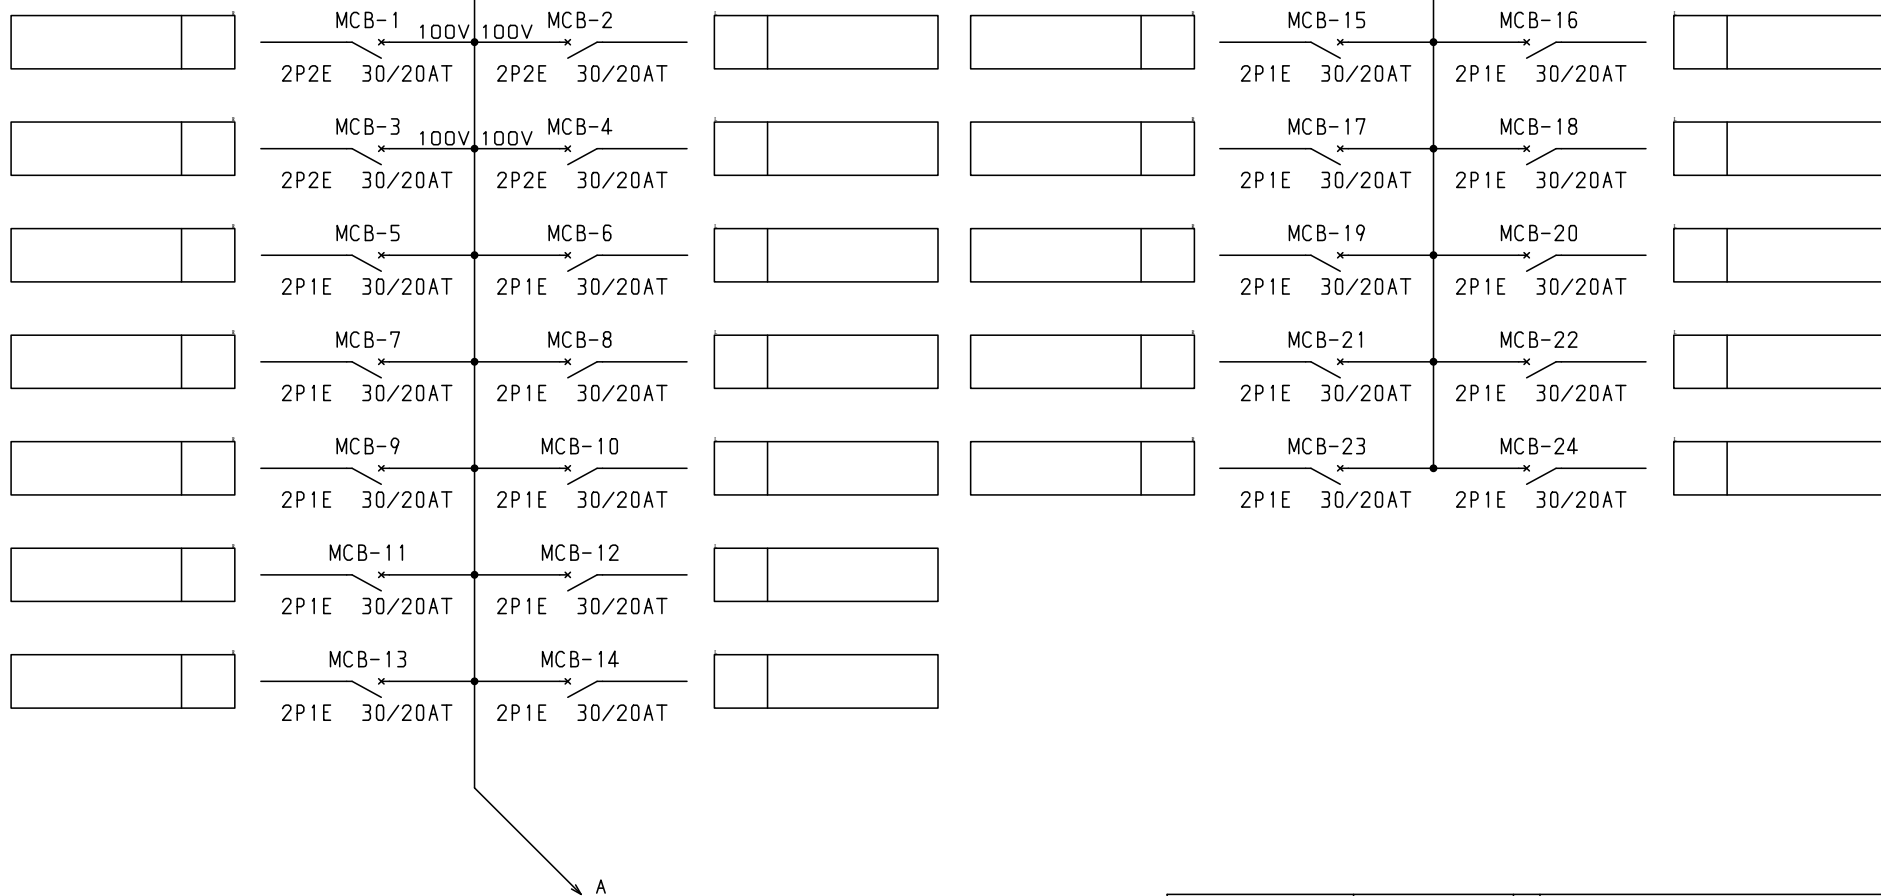 MCB-1 100V 100V MCB-2
2P2E 30/20AT 2P2E 30/20AT
MCB-3 100V 100V MCB-4
2P2E 30/20AT 2P2E 30/20AT
MCB-5 MCB-6
2P1E 30/20AT 2P1E 30/20AT
MCB-7 MCB-8
2P1E 30/20AT 2P1E 30/20AT
MCB-9 MCB-10
2P1E 30/20AT 2P1E 30/20AT
MCB-11 MCB-12
2P1E 30/20AT 2P1E 30/20AT
MCB-13 MCB-14
2P1E 30/20AT 2P1E 30/20AT
A
MCB-15 MCB-16
2P1E 30/20AT 2P1E 30/20AT
MCB-17 MCB-18
2P1E 30/20AT 2P1E 30/20AT
MCB-19 MCB-20
2P1E 30/20AT 2P1E 30/20AT
MCB-21 MCB-22
2P1E 30/20AT 2P1E 30/20AT
MCB-23 MCB-24
2P1E 30/20AT 2P1E 30/20AT